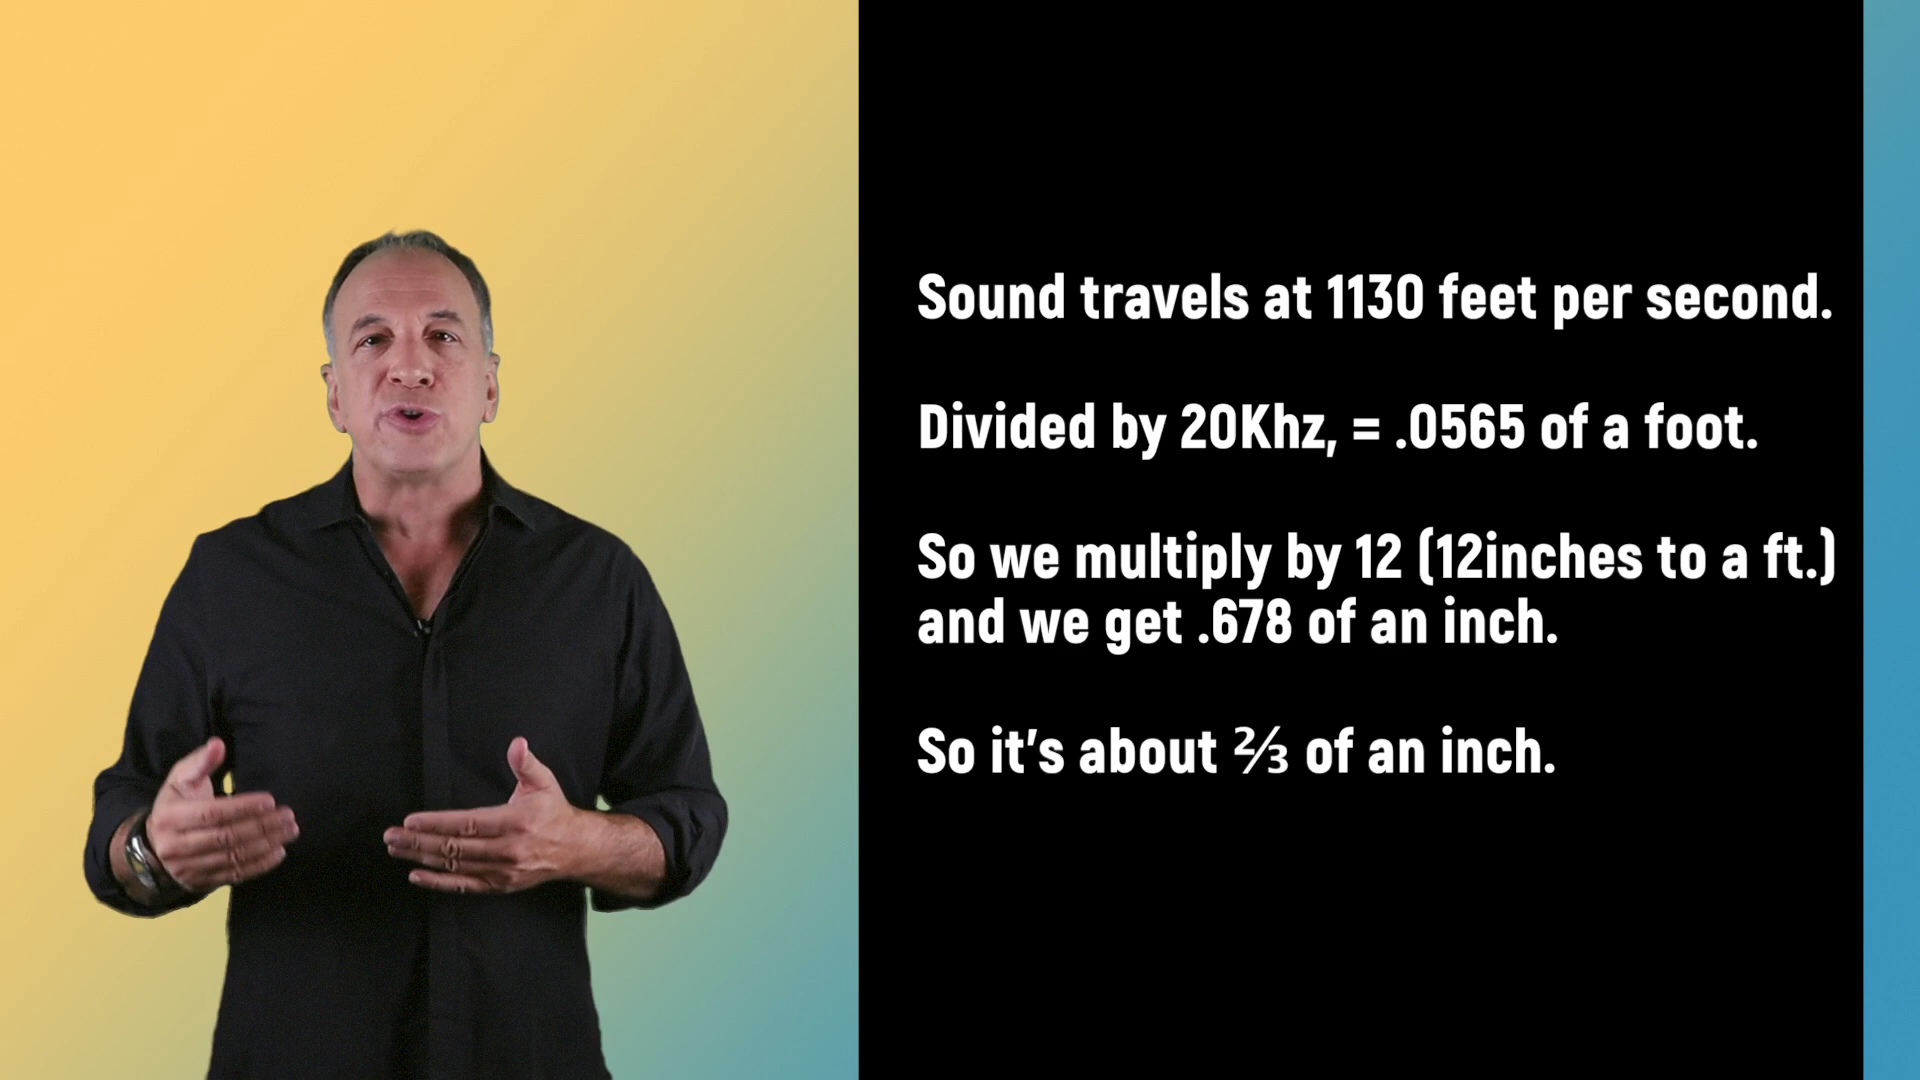 Sound travels at 1130 feet per second.
Divided by 20Khz, = .0565 of a foot.
So we multiply by 12 (12inches to a ft.)
and we get .678 of an inch.
So it's about ⅔ of an inch.